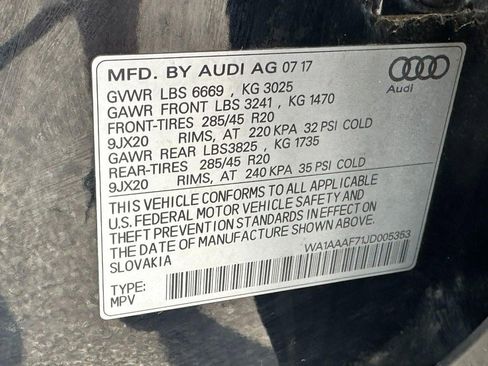 MFD. BY AUDI AG 07 17
Audi
GVWR LBS 6669 , KG 3025
GAWR FRONT LBS 3241, KG 1470
FRONT-TIRES 285/45 R20
9JX20 RIMS, AT 220 KPA 32 PSI COLD
GAWR REAR LBS3825, KG 1735
REAR-TIRES 285/45 R20
9JX20 RIMS, AT 240 KPA 35 PSI COLD
THIS VEHICLE CONFORMS TO ALL APPLICABLE
U.S. FEDERAL MOTOR VEHICLE SAFETY AND
THEFT PREVENTION STANDARDS IN EFFECT ON
THE DATE OF MANUFACTURE SHOWN ABOVE.
SLOVAKIA
WA1AAAF71JD005353
TYPE:
MPV